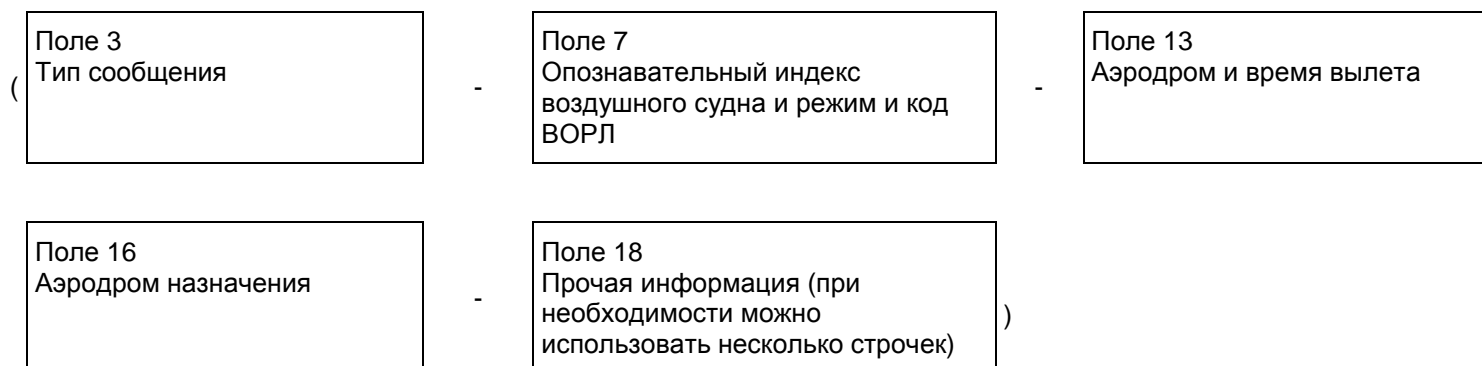 (
Поле 3
Тип сообщения
-
Поле 7
Опознавательный индекс
воздушного судна и режим и код
ВОРЛ
-
Поле 13
Аэродром и время вылета
Поле 16
Аэродром назначения
-
Поле 18
Прочая информация (при
необходимости можно
использовать несколько строчек)
)